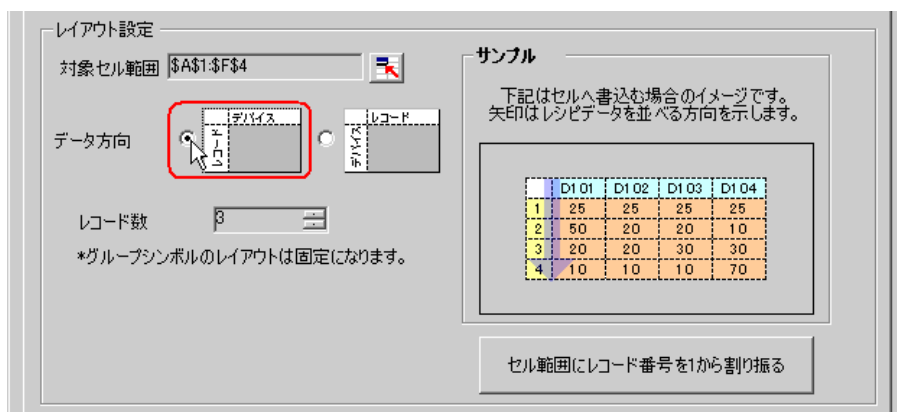 レイアウト設定
対象セル範囲 $A$1:$F$4
データ方向
デバイス
レコード
レコード
デバイス
レコード数 3
*グループシンボルのレイアウトは固定になります。
サンプル
下記はセルへ書込む場合のイメージです。
矢印はレシピデータを並べる方向を示します。
D101 D102 D103 D104
1 25 25 25 25
2 50 20 20 10
3 20 20 30 30
4 10 10 10 70
セル範囲にレコード番号を1から割り振る